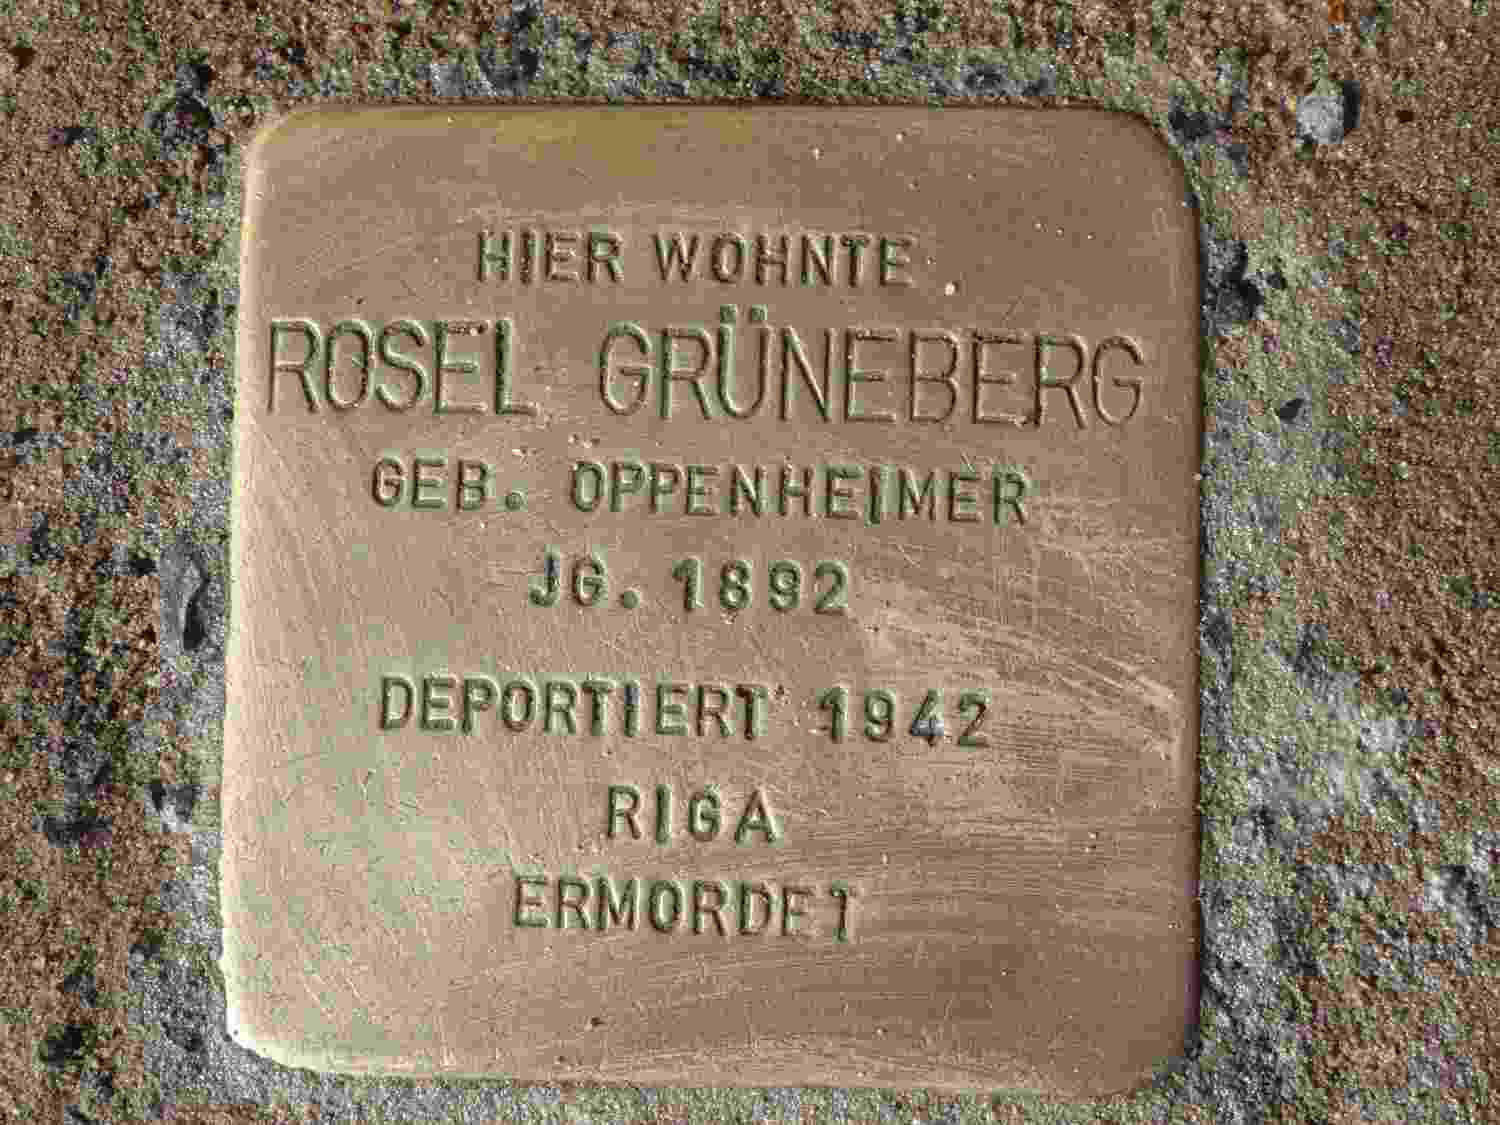 HIER WOHNTE
ROSEL GRÜNEBERG
GEB. OPPENHEIMER
JG. 1892
DEPORTIERT 1942
RIGA
ERMORDET